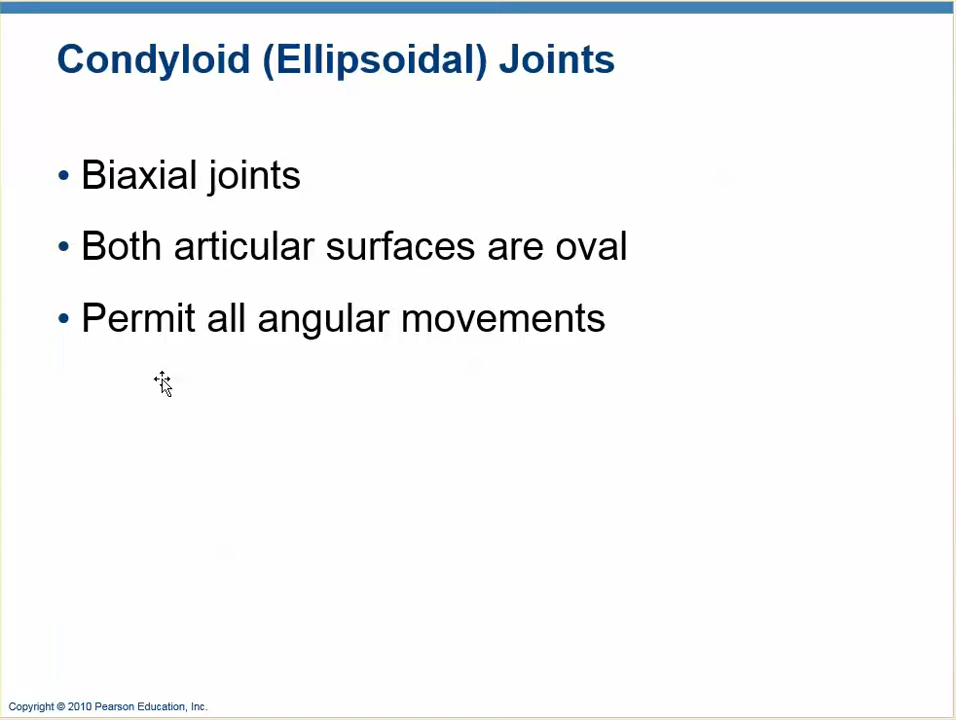 Condyloid (Ellipsoidal) Joints
• Biaxial joints
• Both articular surfaces are oval
• Permit all angular movements
Copyright © 2010 Pearson Education, Inc.